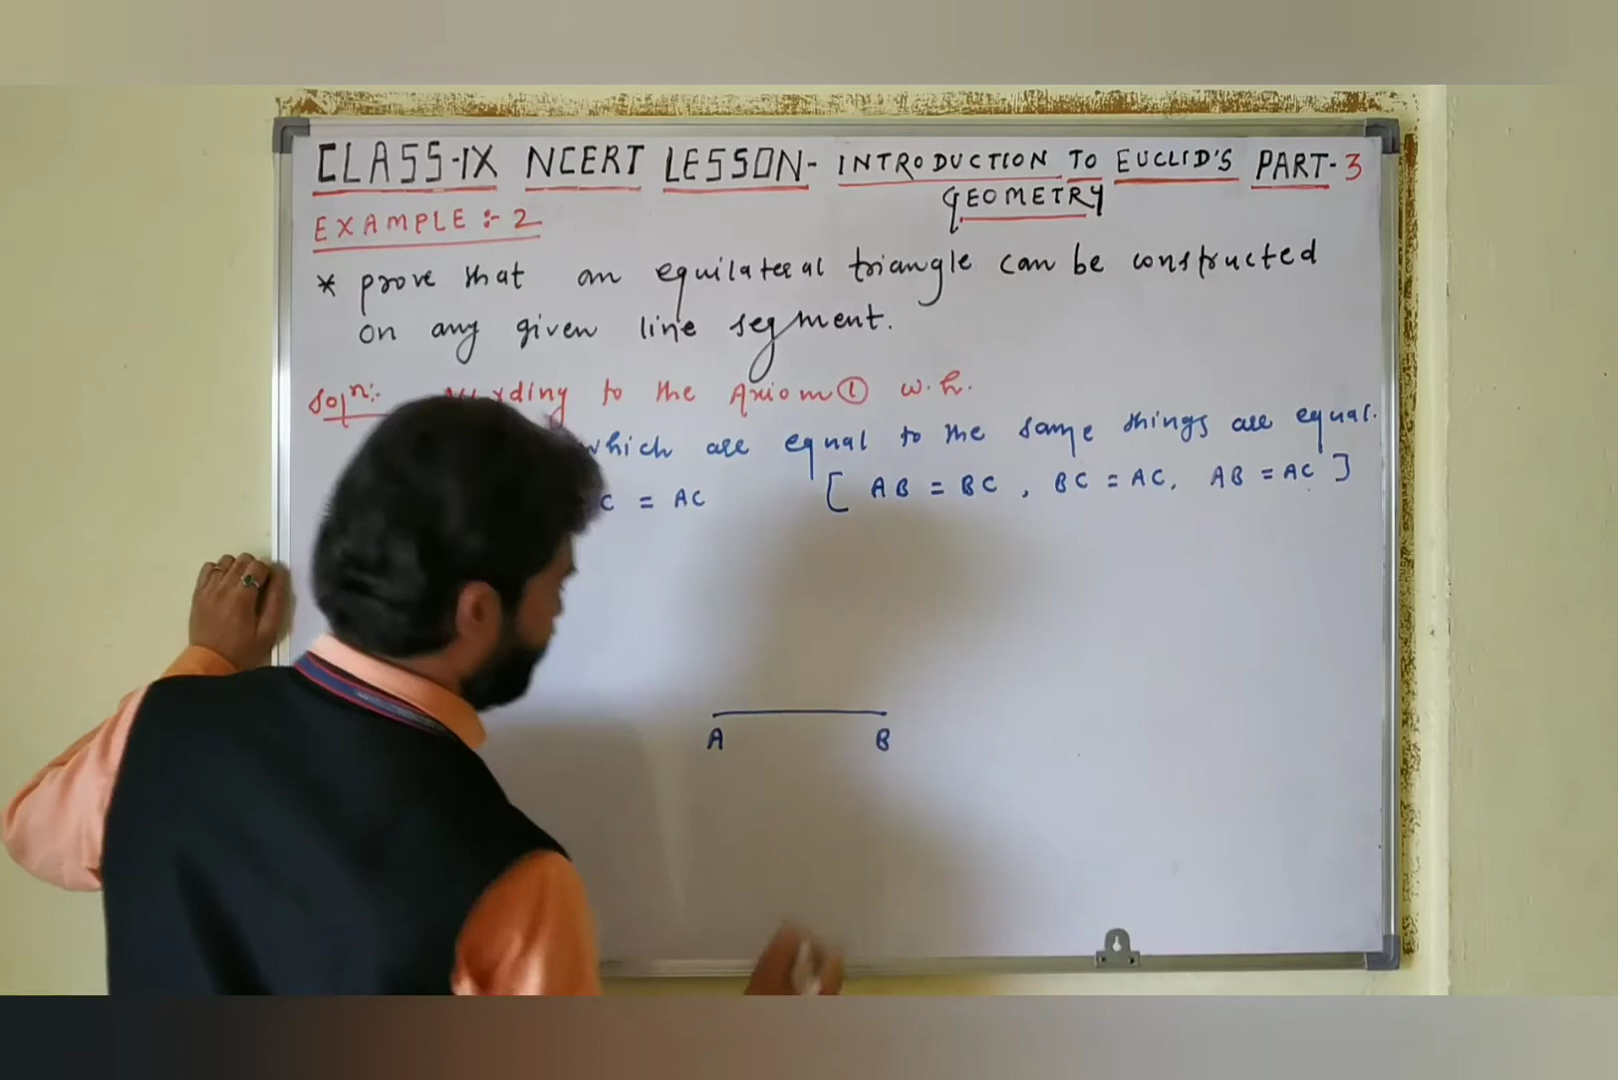 CLASS-IX NCERT LESSON- INTRODUCTION TO EUCLID'S PART-3
GEOMETRY
EXAMPLE :- 2
* prove that an equilateral triangle can be constructed
on any given line segment.
Soln:- to the Axiom ① w.h.
which are equal to the same things are equal.
C = AC [ AB = BC , BC = AC, AB = AC ]
A B